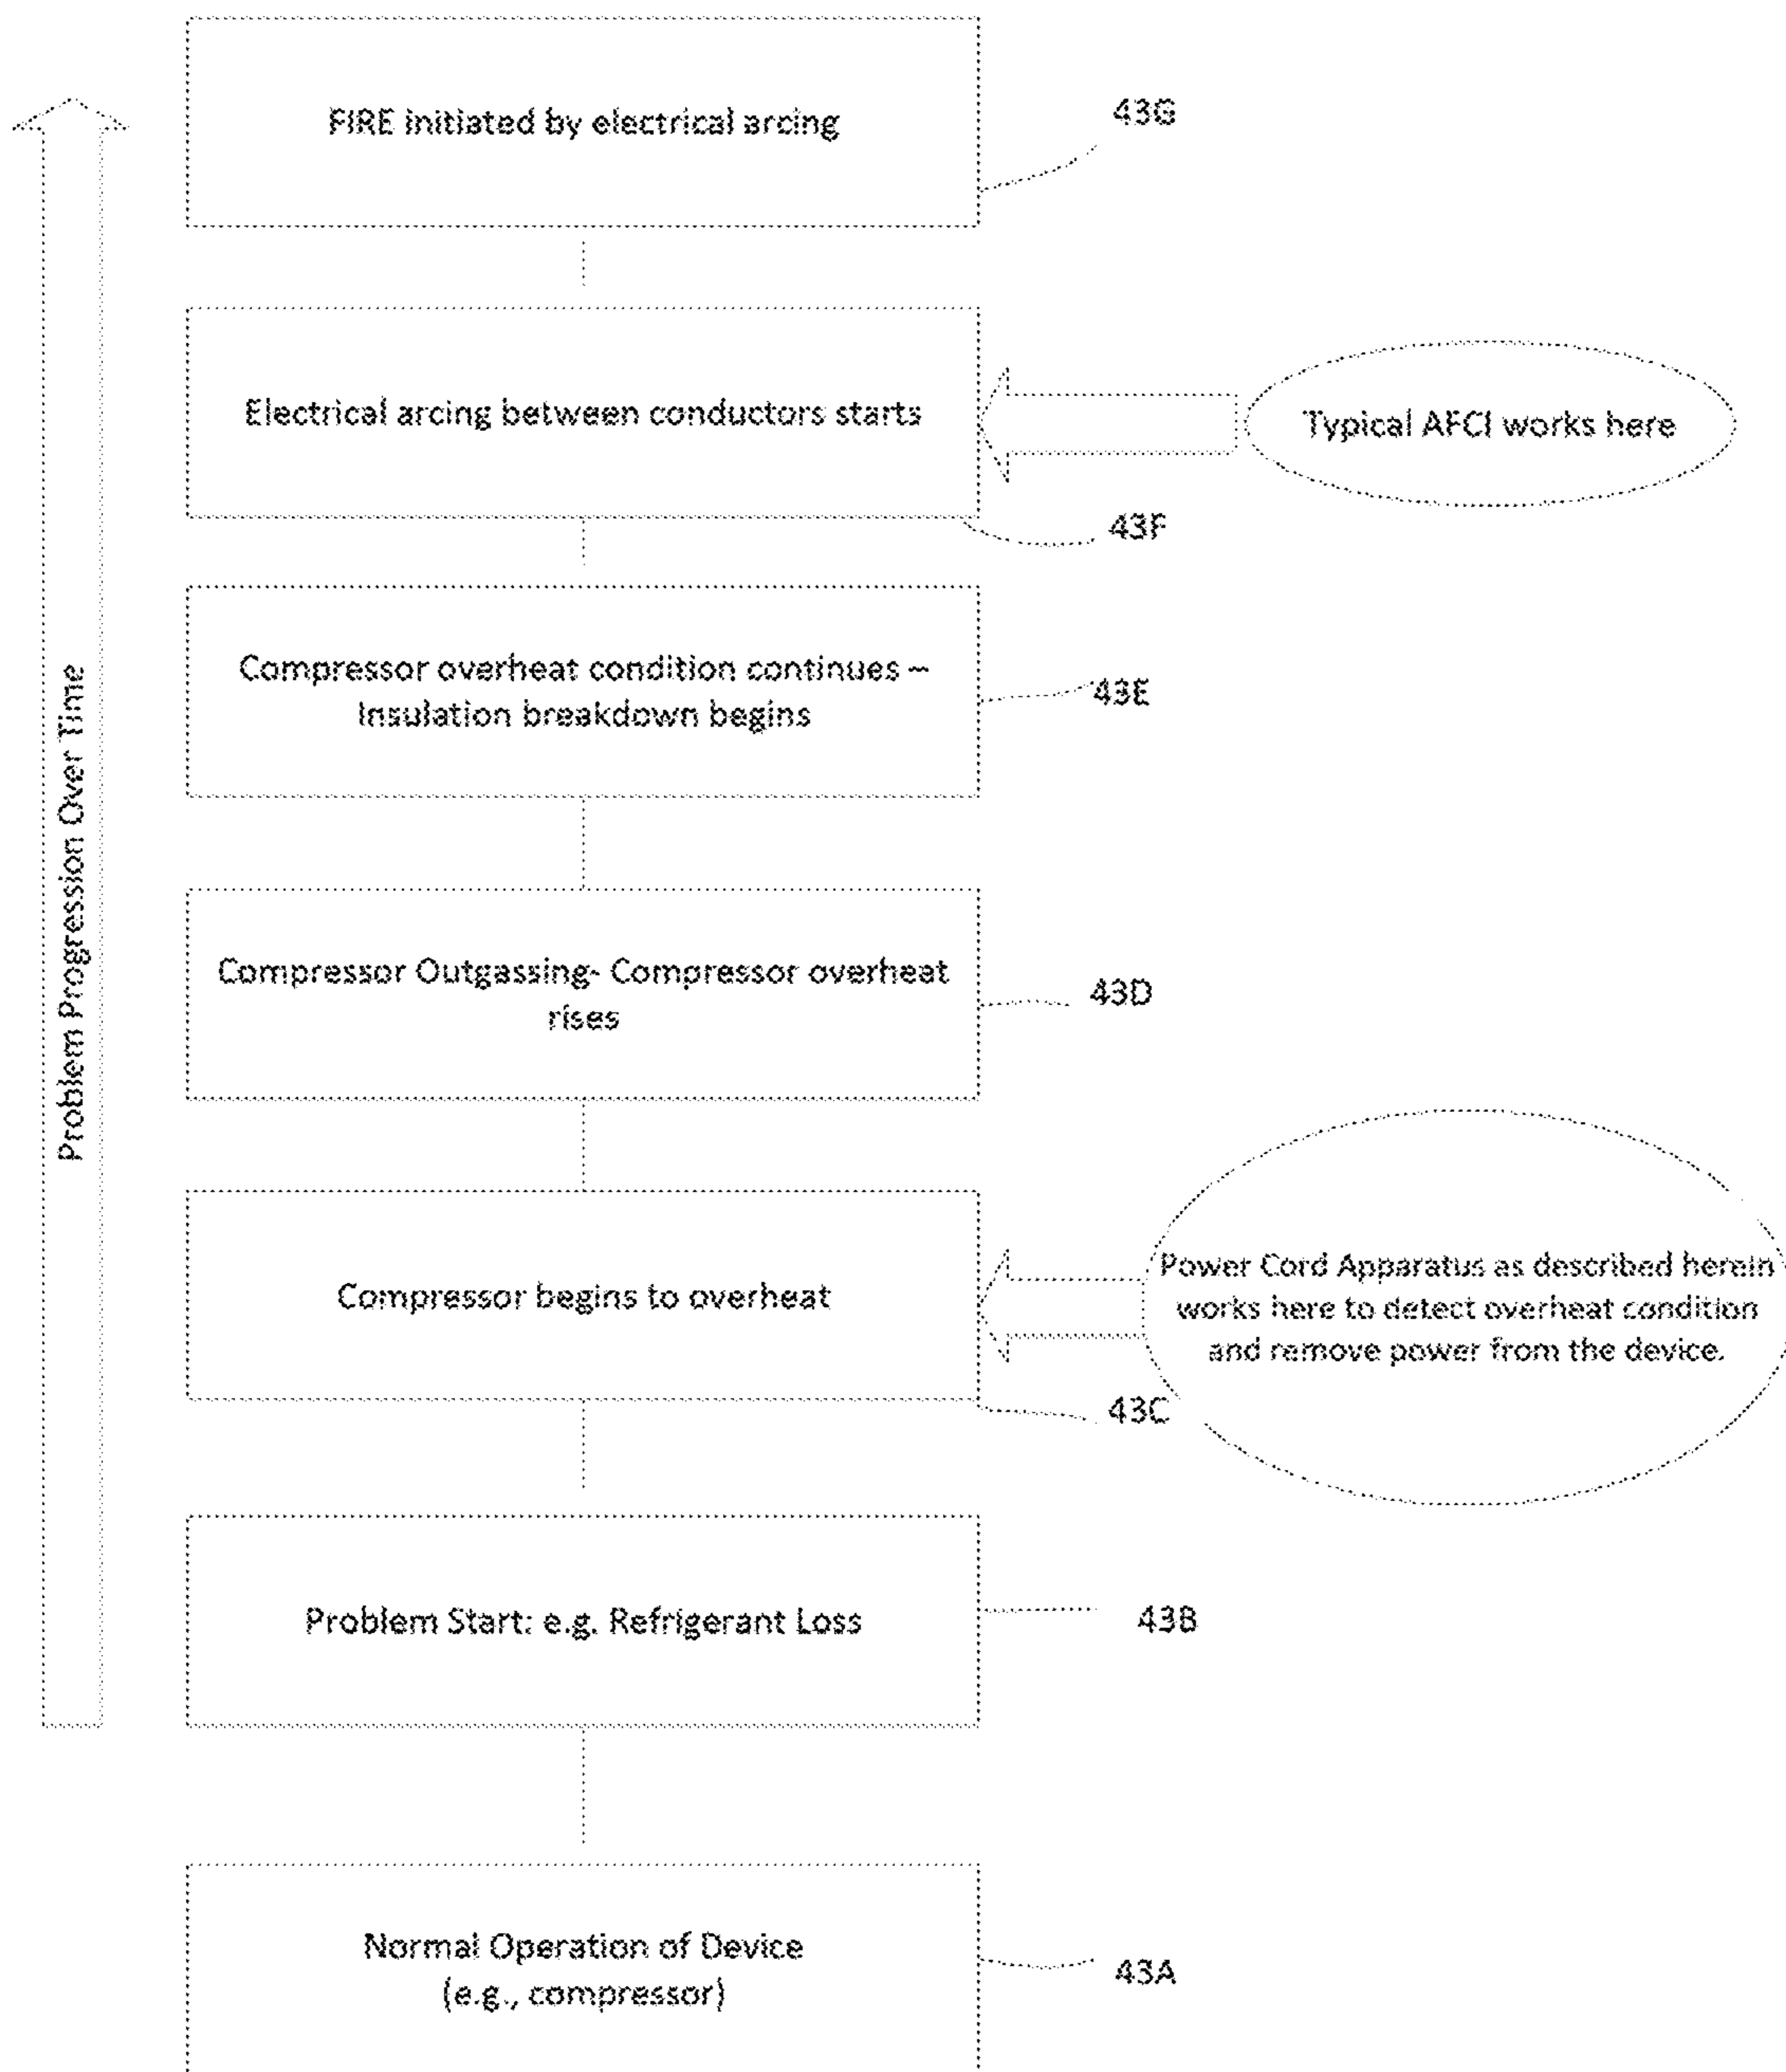 FIRE initiated by electrical arcing
43G
Electrical arcing between conductors starts
Typical AFCI works here
43F
Compressor overheat condition continues –
Insulation breakdown begins
43E
Problem Progression Over Time
Compressor Outgassing- Compressor overheat
rises
43D
Compressor begins to overheat
Power Cord Apparatus as described herein
works here to detect overheat condition
and remove power from the device.
43C
Problem Start: e.g. Refrigerant Loss
43B
Normal Operation of Device
(e.g., compressor)
43A